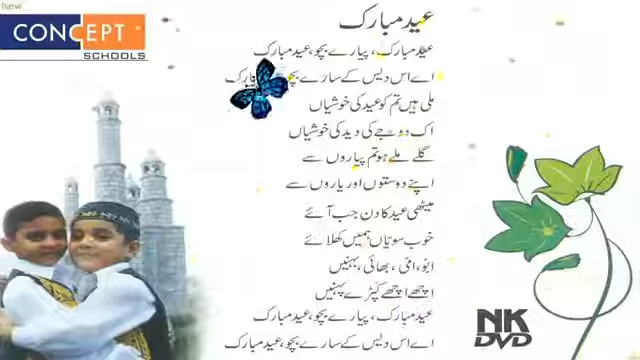 New
CONCEPT
SCHOOLS
عید مبارک
عید مبارک، پیارے بچو، عید مبارک
اے اس دیس کے سارے بچو مبارک
ملی ہیں تم کو عید کی خوشیاں
اک دوجے کی دید کی خوشیاں
گلے ملے ہو تم پیاروں سے
اپنے دوستوں اور یاروں سے
میٹھی عید کا دن جب آئے
خوب سویاں ہمیں کھلائے
ابو، امی، بھائی، بہنیں
اچھے اچھے کپڑے پہنیں
عید مبارک، پیارے بچو، عید مبارک
اے اس دیس کے سارے بچو، عید مبارک
NK
DVD